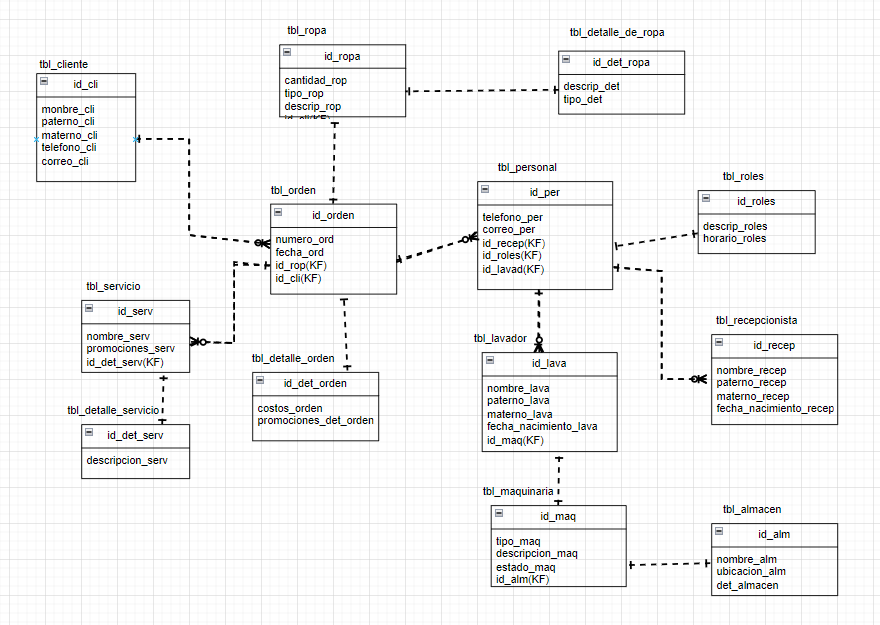 tbl_ropa
id_ropa
cantidad_rop
tipo_rop
descrip_rop
id_cli(KF)
tbl_detalle_de_ropa
id_det_ropa
descrip_det
tipo_det
tbl_cliente
id_cli
monbre_cli
paterno_cli
materno_cli
telefono_cli
correo_cli
tbl_orden
id_orden
numero_ord
fecha_ord
id_rop(KF)
id_cli(KF)
tbl_personal
id_per
telefono_per
correo_per
id_recep(KF)
id_roles(KF)
id_lavad(KF)
tbl_roles
id_roles
descrip_roles
horario_roles
tbl_servicio
id_serv
nombre_serv
promociones_serv
id_det_serv(KF)
tbl_detalle_orden
id_det_orden
costos_orden
promociones_det_orden
tbl_lavador
id_lava
nombre_lava
paterno_lava
materno_lava
fecha_nacimiento_lava
id_maq(KF)
tbl_recepcionista
id_recep
nombre_recep
paterno_recep
materno_recep
fecha_nacimiento_recep
tbl_detalle_servicio
id_det_serv
descripcion_serv
tbl_maquinaria
id_maq
tipo_maq
descripcion_maq
estado_maq
id_alm(KF)
tbl_almacen
id_alm
nombre_alm
ubicacion_alm
det_almacen